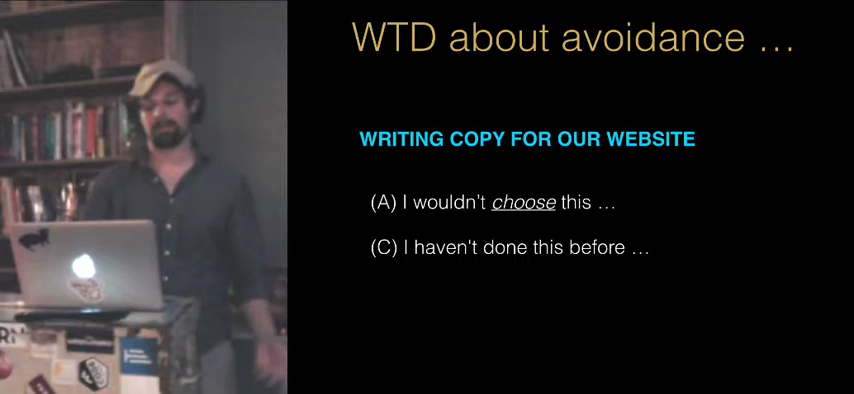 WTD about avoidance …
WRITING COPY FOR OUR WEBSITE
(A) I wouldn't choose this …
(C) I haven't done this before …